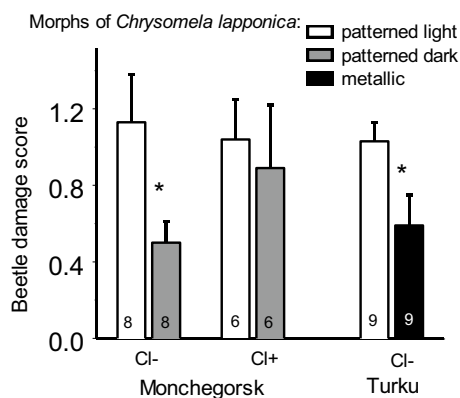 Morphs of Chrysomela lapponica:
patterned light
patterned dark
metallic
Beetle damage score
1.2
0.8
0.4
0.0
*
*
8
8
6
6
9
9
Cl-
Cl+
Cl-
Monchegorsk
Turku